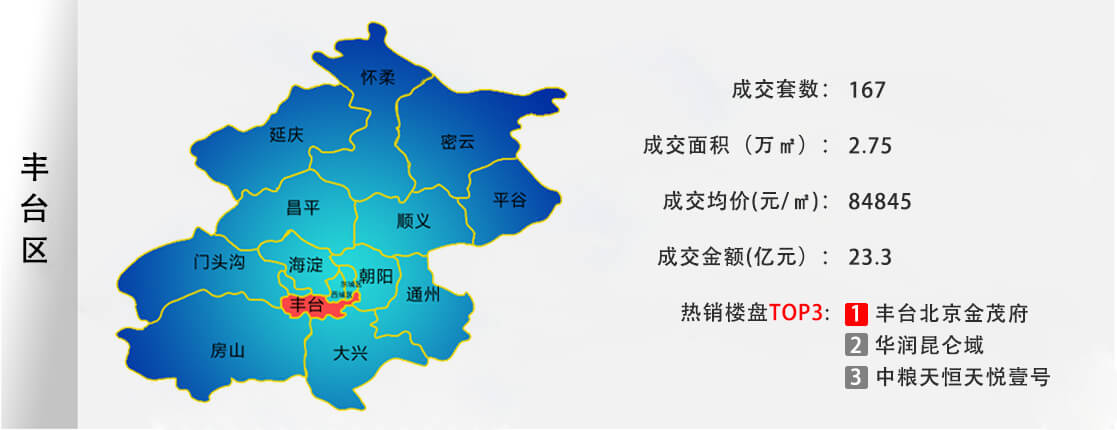 丰台区
怀柔
延庆
密云
平谷
昌平
顺义
门头沟
海淀
朝阳
东城区
西城区
通州
丰台
房山
大兴
成交套数： 167
成交面积（万㎡）： 2.75
成交均价(元/㎡)： 84845
成交金额(亿元)： 23.3
热销楼盘TOP3: 1 丰台北京金茂府
2 华润昆仑域
3 中粮天恒天悦壹号